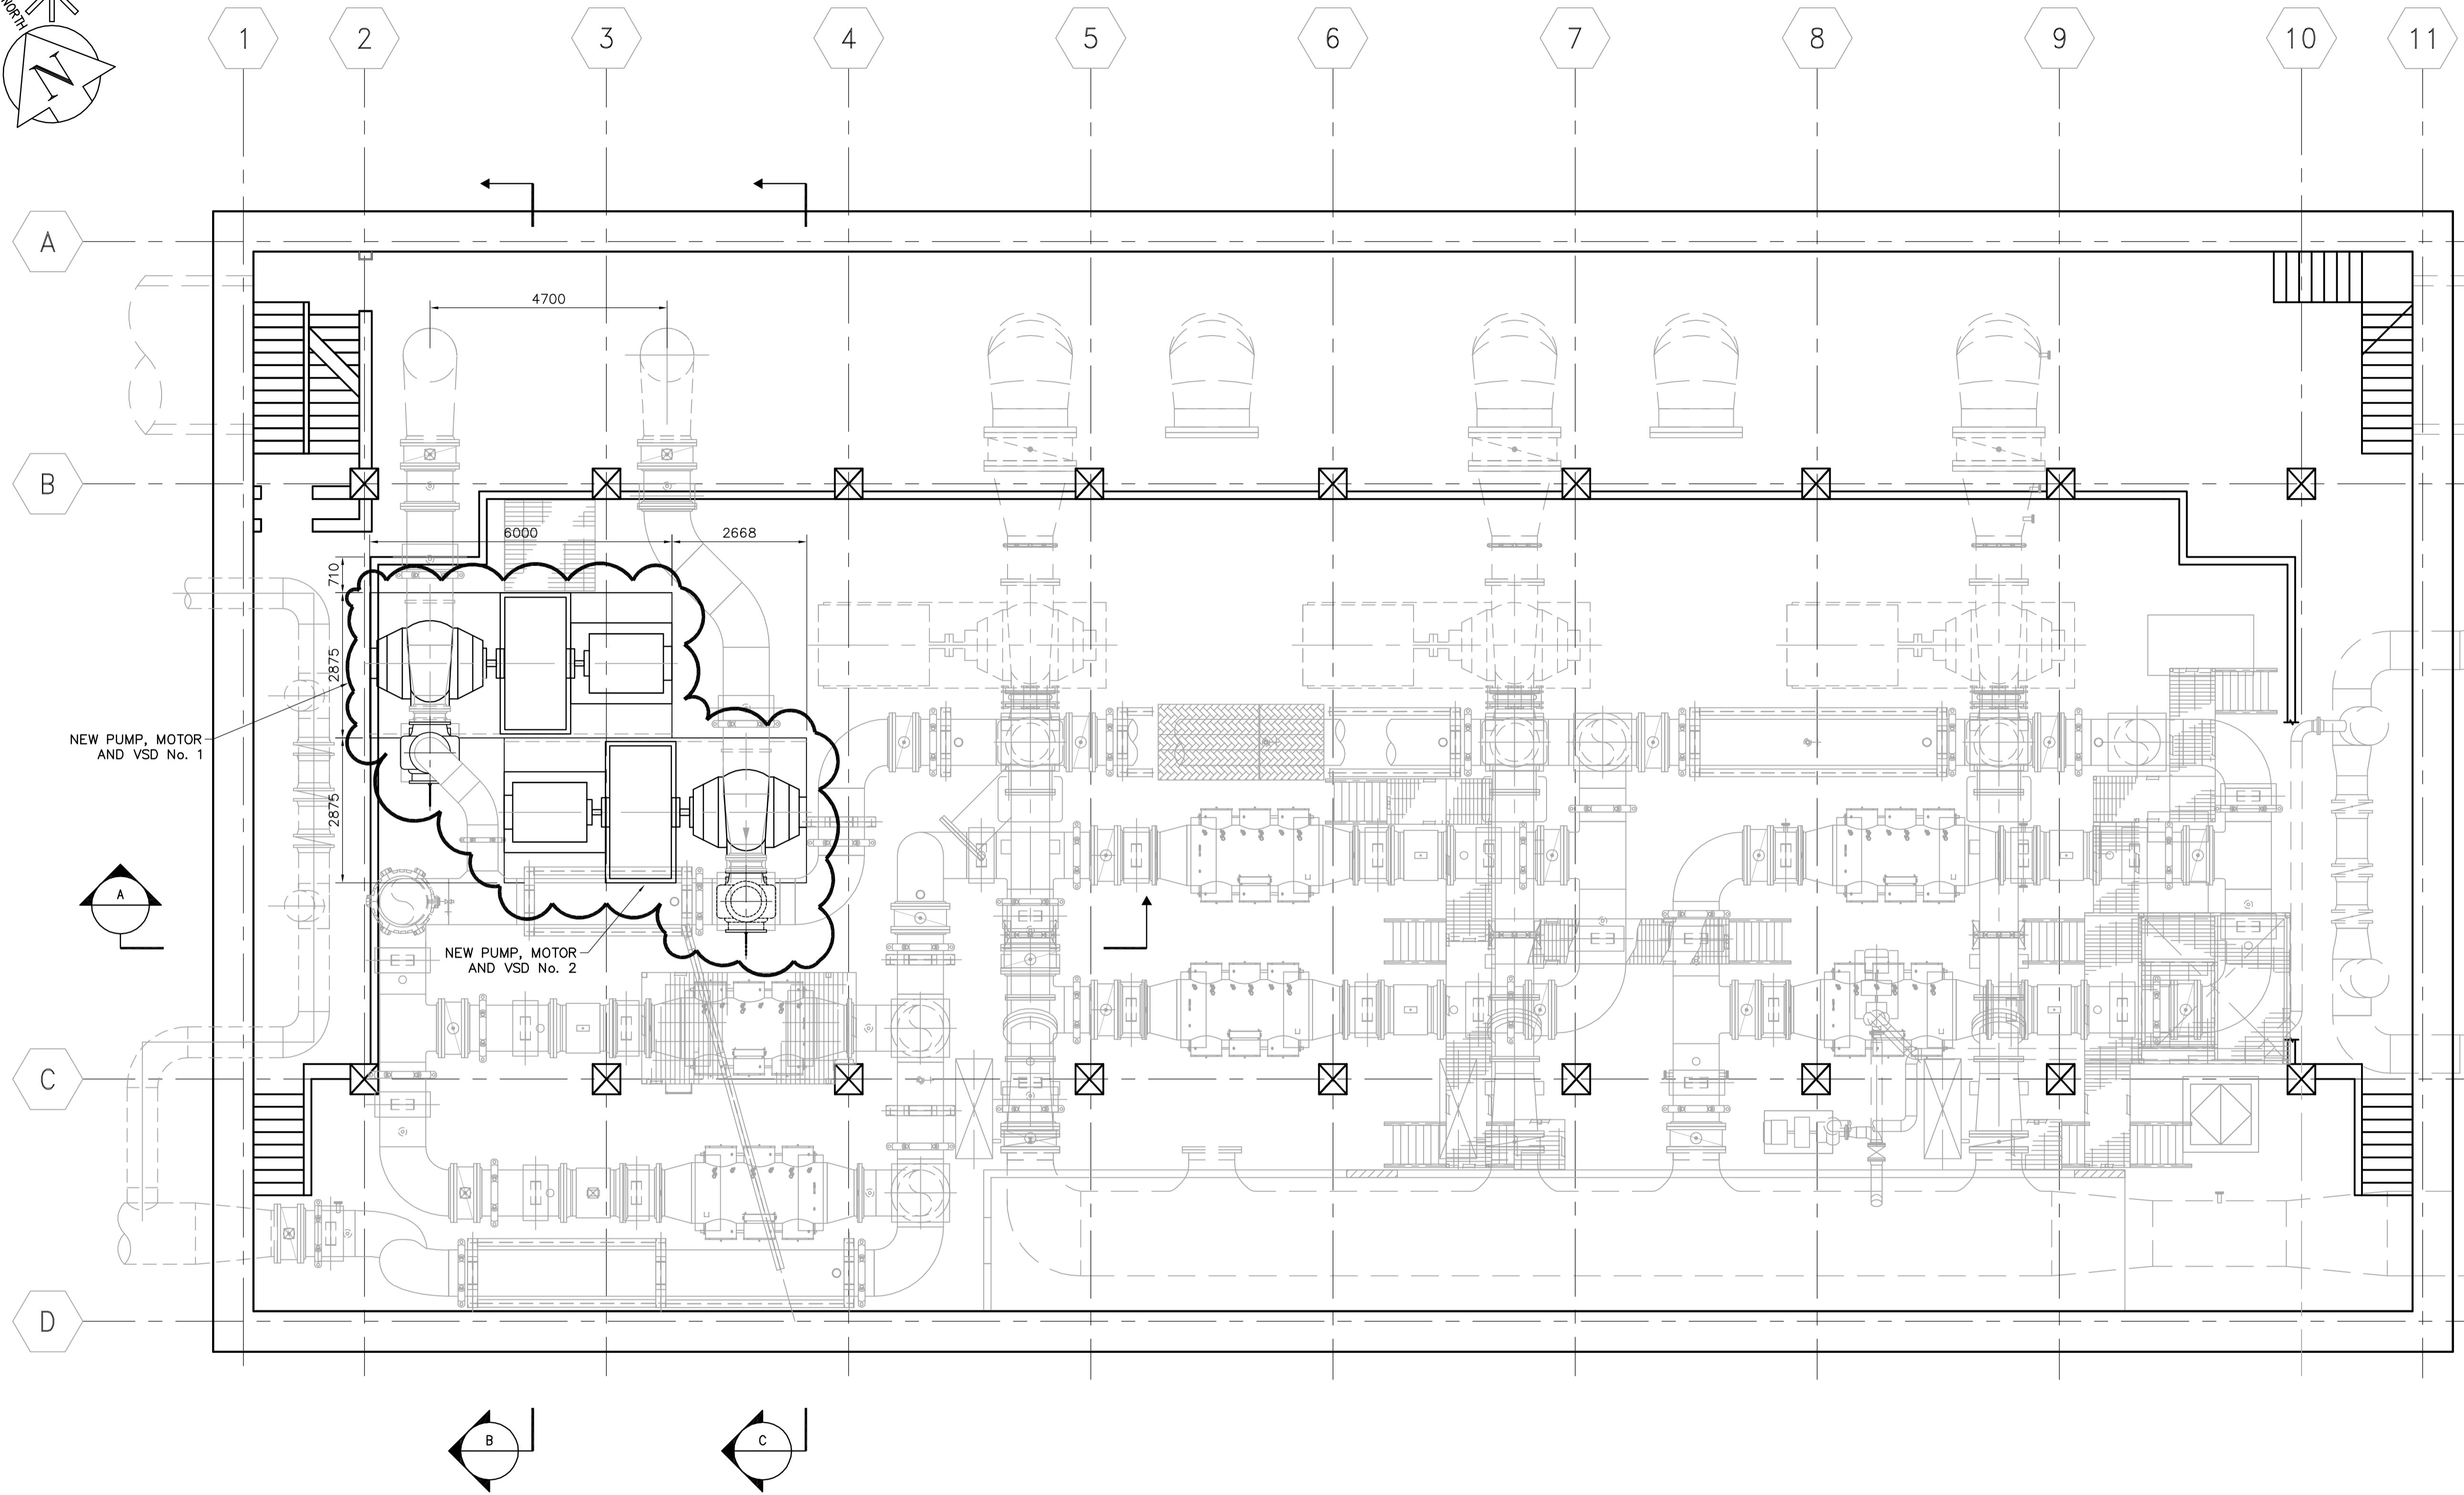 NORTH
N
1
2
3
4
5
6
7
8
9
10
11
A
4700
B
6000
2668
710
2875
NEW PUMP, MOTOR
AND VSD No. 1
2875
A
NEW PUMP, MOTOR
AND VSD No. 2
C
D
B
C